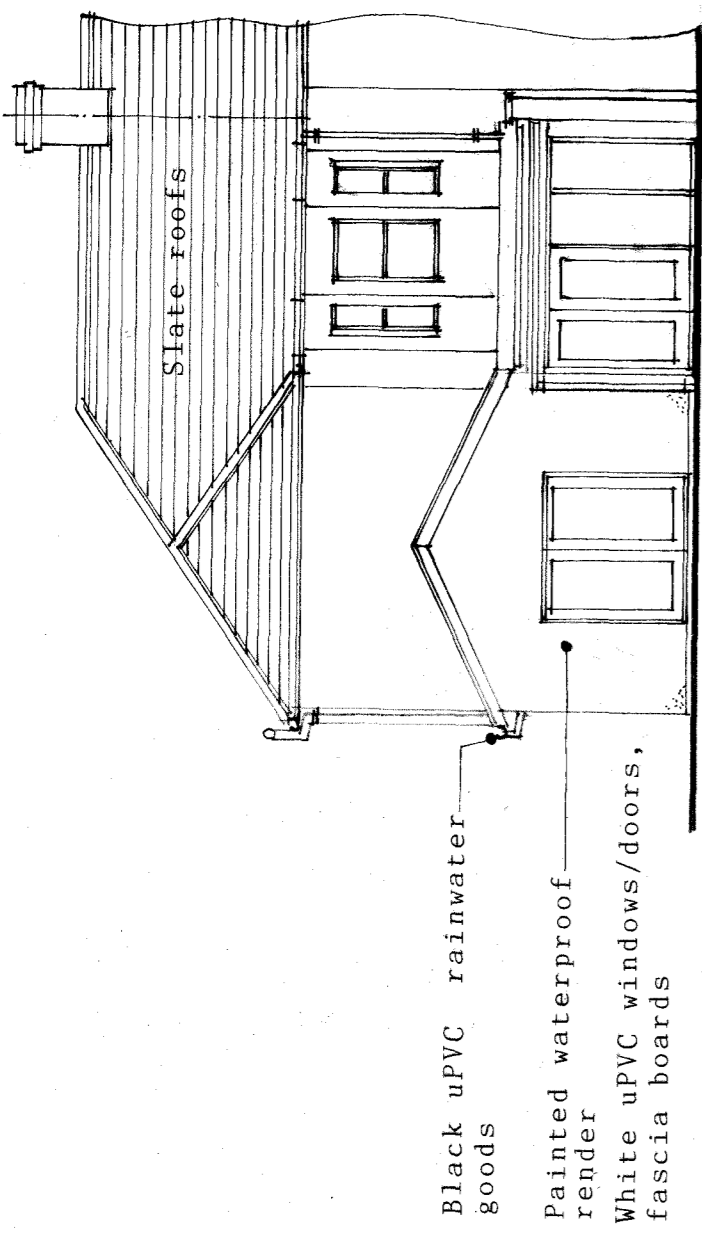 Slate roofs
Black uPVC rainwater
goods
Painted waterproof
render
White uPVC windows/doors,
fascia boards